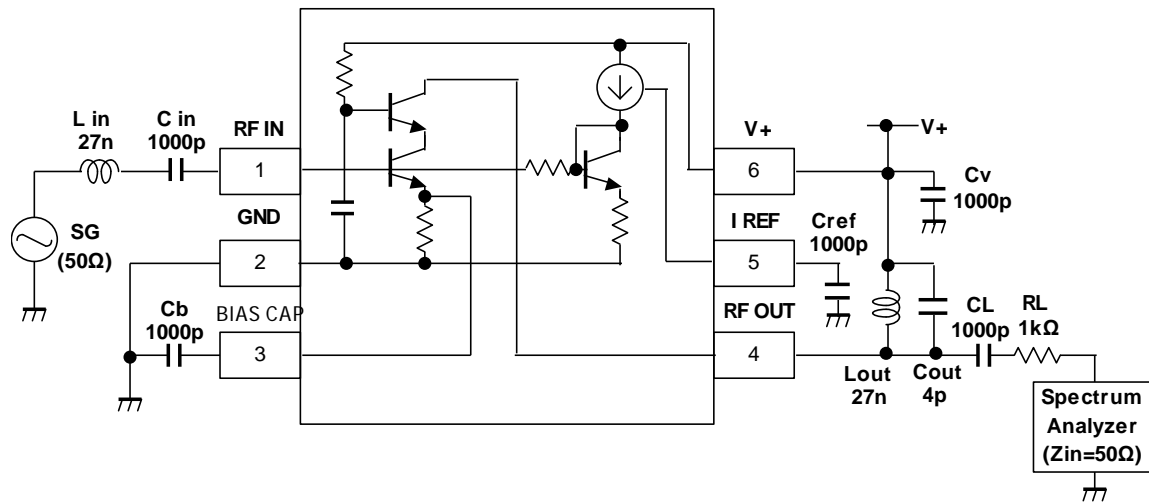 L in
27n
C in
1000p
RF IN
1
GND
2
SG
(50Ω)
Cb
1000p
BIAS CAP
3
V+
6
V+
Cv
1000p
I REF
5
Cref
1000p
RF OUT
4
Lout
27n
Cout
4p
CL
1000p
RL
1kΩ
Spectrum
Analyzer
(Zin=50Ω)